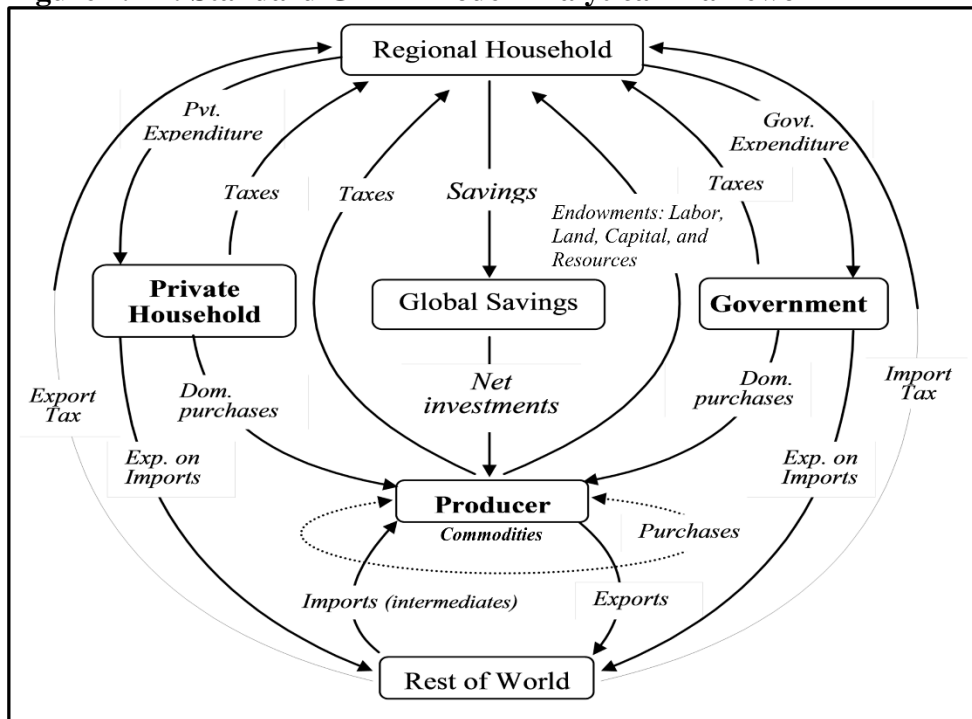 Regional Household
Pvt.
Expenditure
Govt.
Expenditure
Taxes
Taxes
Savings
Taxes
Endowments: Labor,
Land, Capital, and
Resources
Private
Household
Global Savings
Government
Export
Tax
Dom.
purchases
Net
investments
Dom.
purchases
Import
Tax
Exp. on
Imports
Exp. on
Imports
Producer
Commodities
Purchases
Imports (intermediates)
Exports
Rest of World